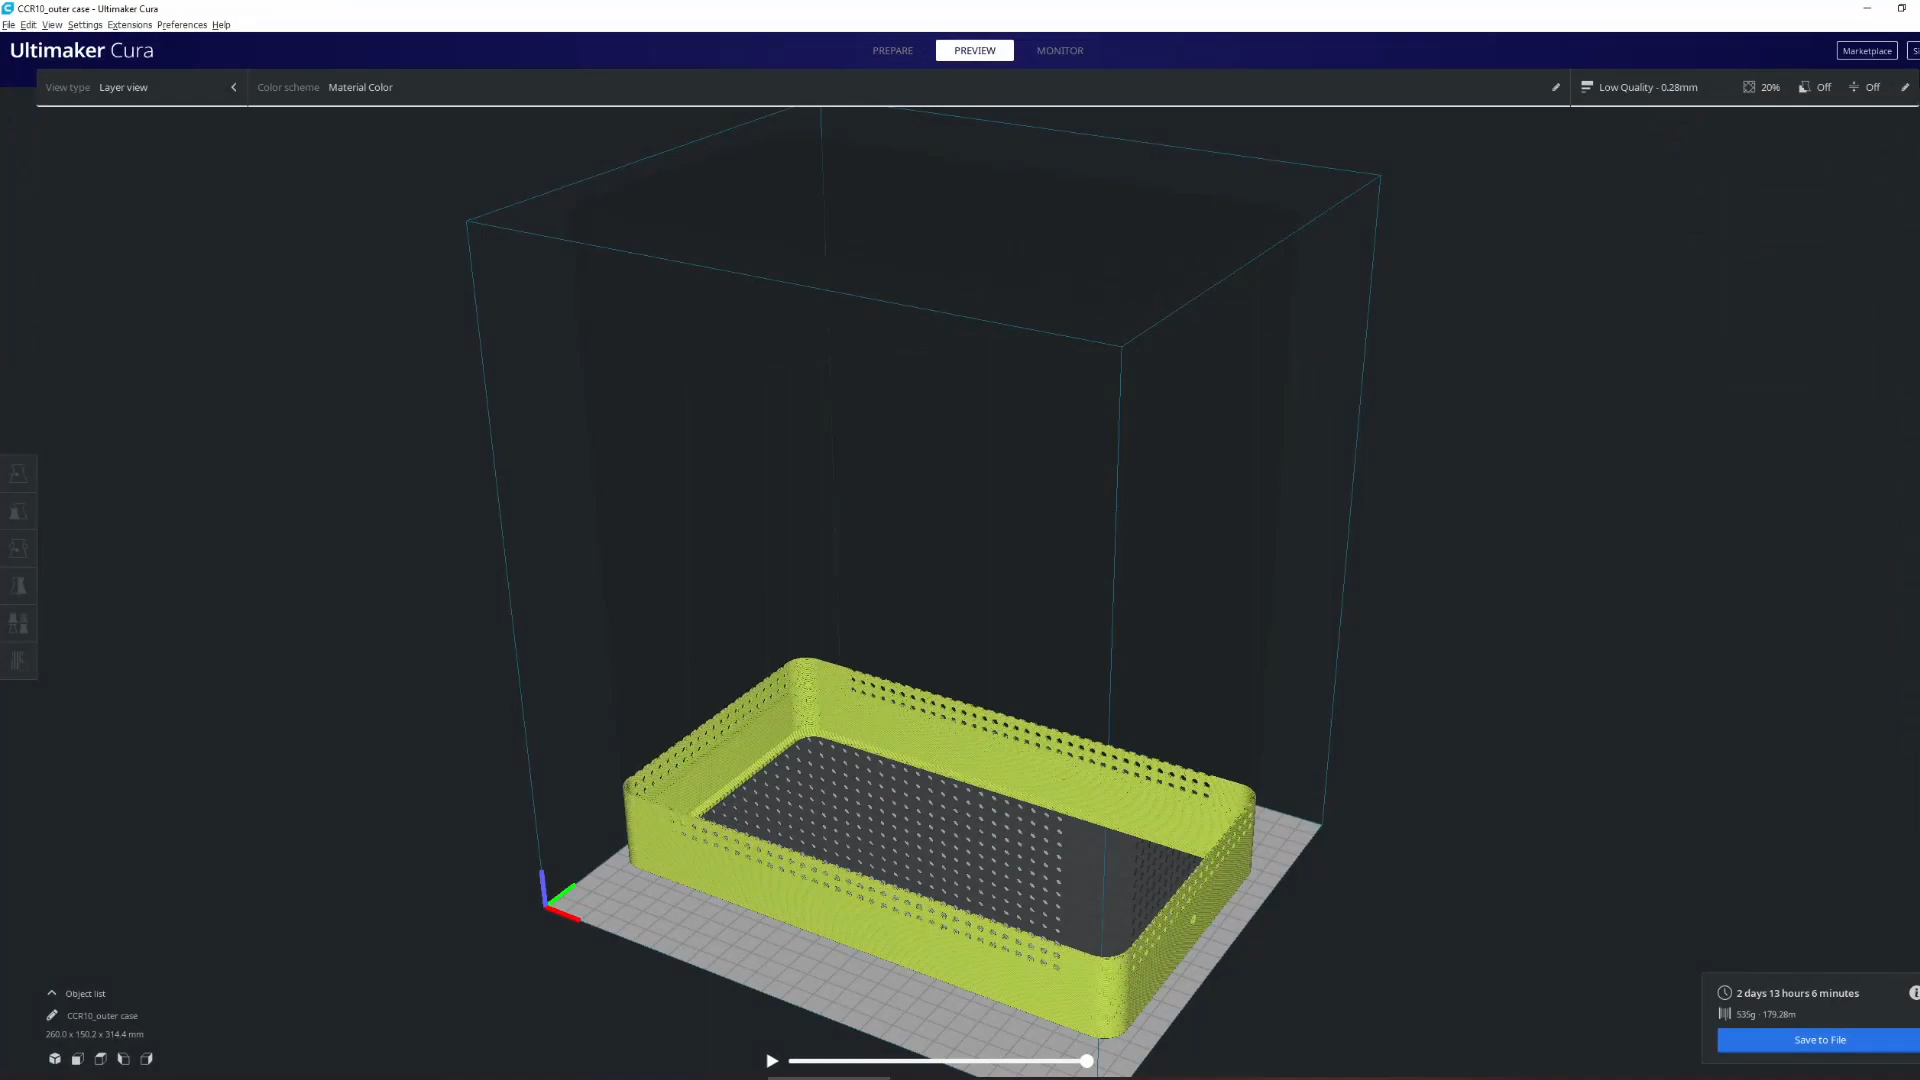 CCR10_outer case - Ultimaker Cura
File Edit View Settings Extensions Preferences Help
Ultimaker Cura
PREPARE
PREVIEW
MONITOR
Marketplace
View type Layer view
Color scheme Material Color
Low Quality - 0.28mm
20%
Off
Off
Object list
CCR10_outer case
260.0 x 150.2 x 314.4 mm
2 days 13 hours 6 minutes
535g · 179.28m
Save to File